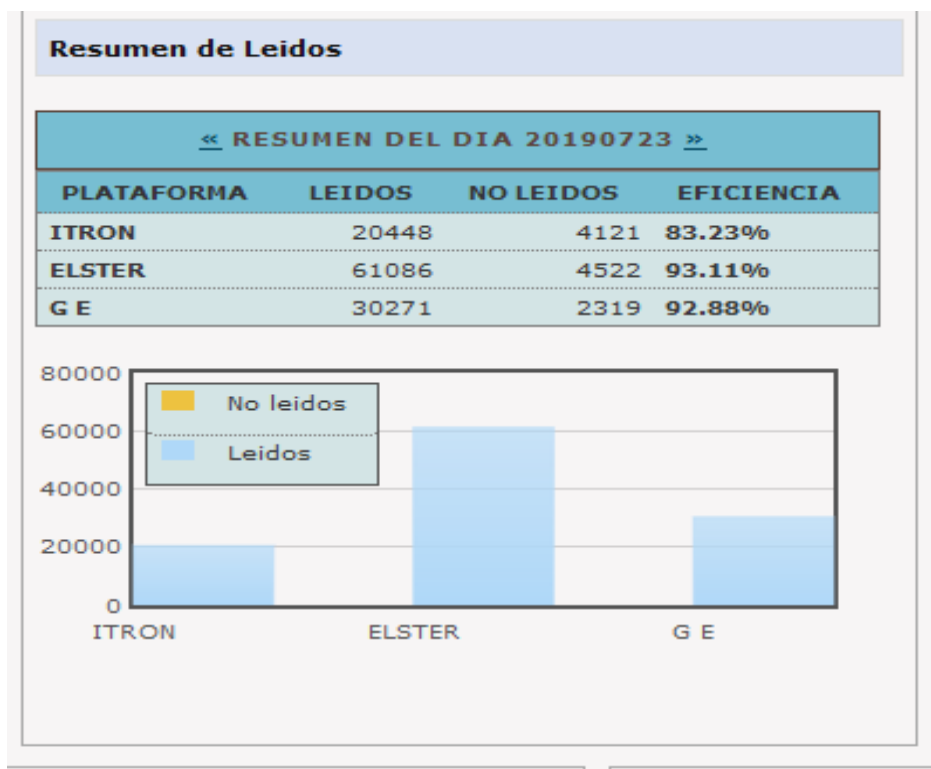 Resumen de Leidos
« RESUMEN DEL DIA 20190723 »
PLATAFORMA LEIDOS NO LEIDOS EFICIENCIA
ITRON 20448 4121 83.23%
ELSTER 61086 4522 93.11%
G E 30271 2319 92.88%
80000
60000
40000
20000
0
No leidos
Leidos
ITRON ELSTER G E